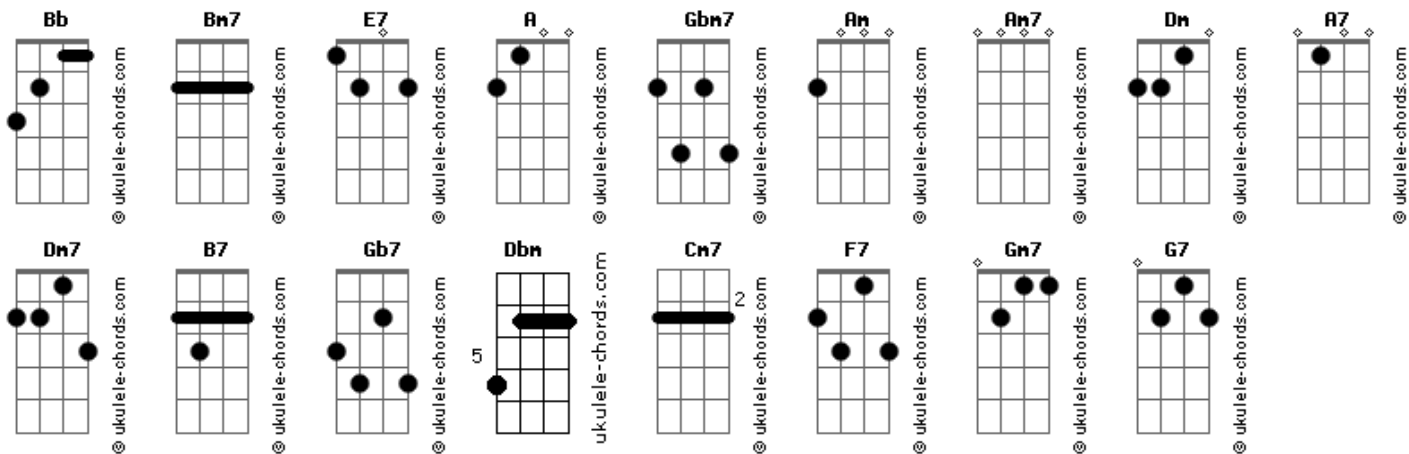 Bb Bm7 E7 A Gbm7 Am Am7 Dm A7
© ukulele-chords.com © ukulele-chords.com © ukulele-chords.com © ukulele-chords.com © ukulele-chords.com © ukulele-chords.com © ukulele-chords.com © ukulele-chords.com © ukulele-chords.com
Dm7 B7 Gb7 Dbm Cm7 F7 Gm7 G7
5 2
© ukulele-chords.com © ukulele-chords.com © ukulele-chords.com ukulele-chords.com © ukulele-chords.com © ukulele-chords.com © ukulele-chords.com © ukulele-chords.com